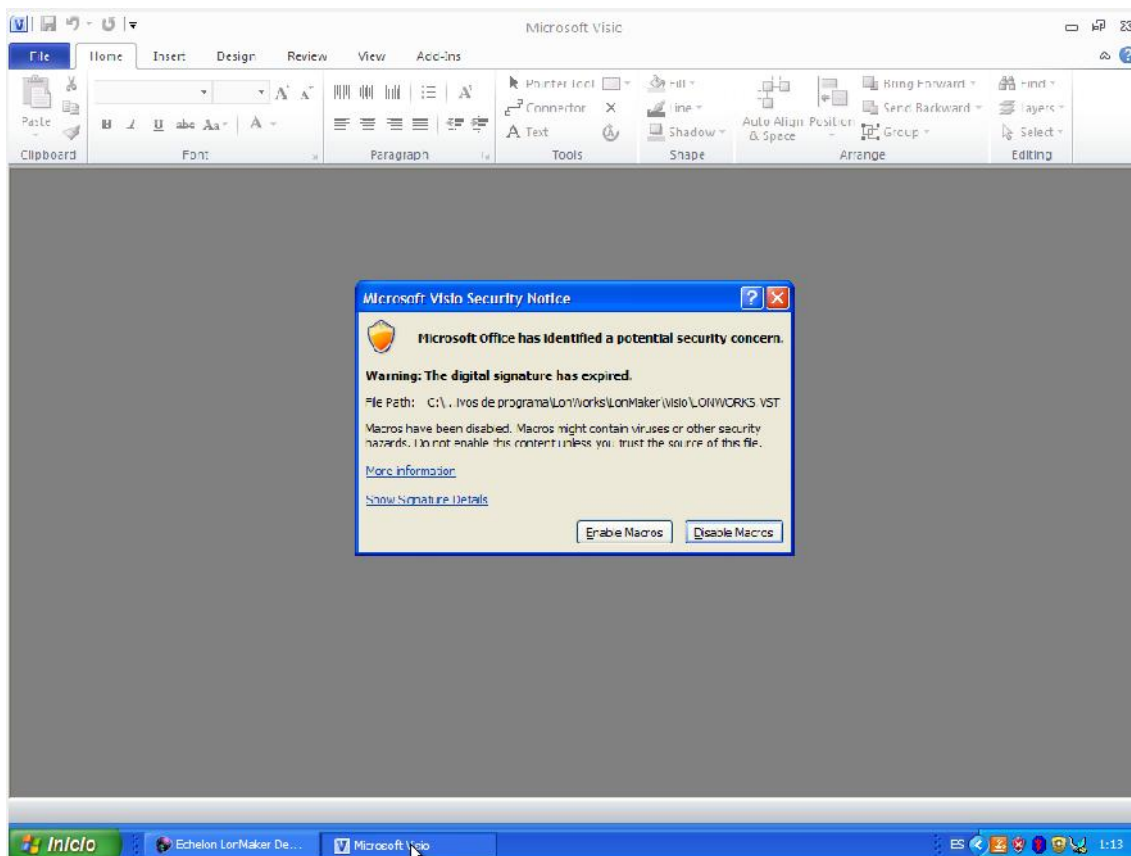 Microsoft Visio
File Home Insert Design Review View Add-Ins
Paste
B I U abc Aa A
Clipboard Font Paragraph
Pointer Tool
Connector
A Text
Tools
Fill
Line
Shadow
Shape
Auto Align & Space
Position
Bring Forward
Send Backward
Group
Arrange
Find
Layers
Select
Editing
Microsoft Visio Security Notice
Microsoft Office has identified a potential security concern.
Warning: The digital signature has expired.
File Path: C:\...ivos de programa\LonWorks\LonMaker\Visio\LONWORKS.VST
Macros have been disabled. Macros might contain viruses or other security
hazards. Do not enable this content unless you trust the source of this file.
More information
Show Signature Details
Enable Macros Disable Macros
Inicio Echelon LonMaker De... Microsoft Visio ES 1:13